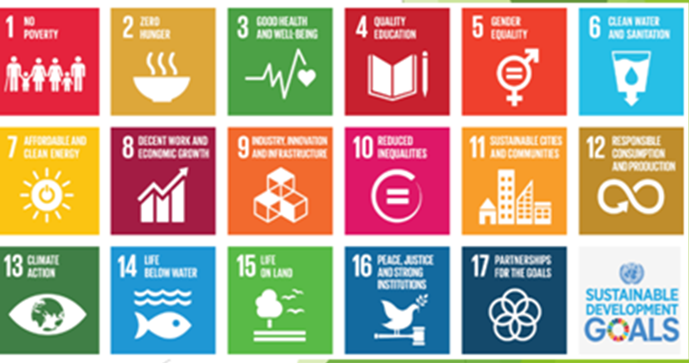 1 NO
POVERTY
2 ZERO
HUNGER
3 GOOD HEALTH
AND WELL-BEING
4 QUALITY
EDUCATION
5 GENDER
EQUALITY
6 CLEAN WATER
AND SANITATION
7 AFFORDABLE AND
CLEAN ENERGY
8 DECENT WORK AND
ECONOMIC GROWTH
9 INDUSTRY, INNOVATION
AND INFRASTRUCTURE
10 REDUCED
INEQUALITIES
11 SUSTAINABLE CITIES
AND COMMUNITIES
12 RESPONSIBLE
CONSUMPTION
AND PRODUCTION
13 CLIMATE
ACTION
14 LIFE
BELOW WATER
15 LIFE
ON LAND
16 PEACE, JUSTICE
AND STRONG
INSTITUTIONS
17 PARTNERSHIPS
FOR THE GOALS
SUSTAINABLE
DEVELOPMENT
GOALS